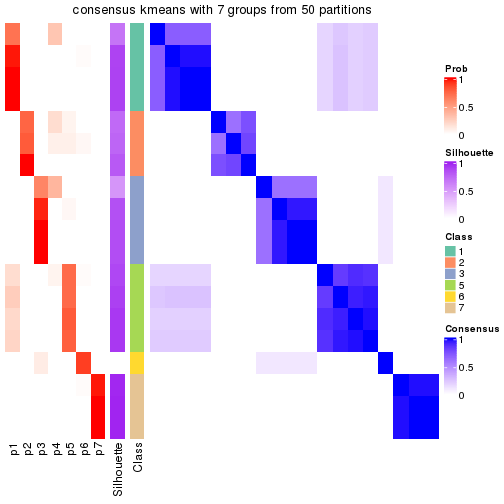 consensus kmeans with 7 groups from 50 partitions
Prob
1
0.5
0
Silhouette
1
0.5
0
Class
1
2
3
5
6
7
Consensus
1
0.5
0
p1
p2
p3
p4
p5
p6
p7
Silhouette
Class